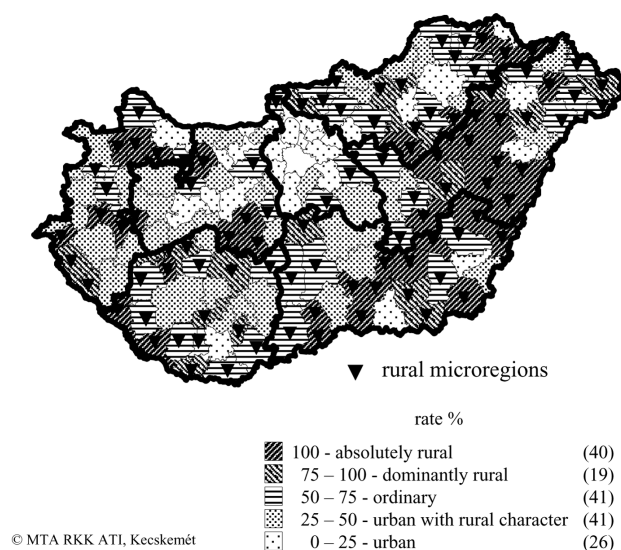 ▼ rural microregions
rate %
100 - absolutely rural (40)
75 – 100 - dominantly rural (19)
50 – 75 - ordinary (41)
25 – 50 - urban with rural character (41)
0 – 25 - urban (26)
© MTA RKK ATI, Kecskemét